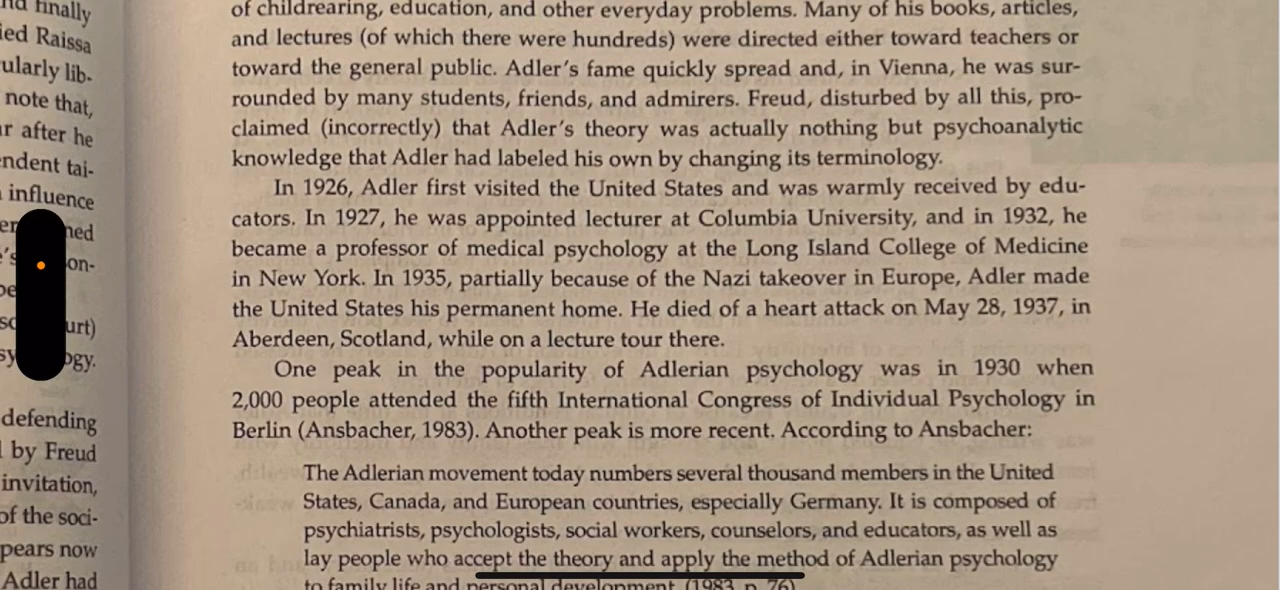 nd finally
ied Raissa
ularly lib-
note that,
r after he
ndent tai-
influence
ned
on-
urt)
ogy.
defending
by Freud
invitation,
of the soci-
pears now
Adler had
of childrearing, education, and other everyday problems. Many of his books, articles,
and lectures (of which there were hundreds) were directed either toward teachers or
toward the general public. Adler's fame quickly spread and, in Vienna, he was sur-
rounded by many students, friends, and admirers. Freud, disturbed by all this, pro-
claimed (incorrectly) that Adler's theory was actually nothing but psychoanalytic
knowledge that Adler had labeled his own by changing its terminology.
In 1926, Adler first visited the United States and was warmly received by edu-
cators. In 1927, he was appointed lecturer at Columbia University, and in 1932, he
became a professor of medical psychology at the Long Island College of Medicine
in New York. In 1935, partially because of the Nazi takeover in Europe, Adler made
the United States his permanent home. He died of a heart attack on May 28, 1937, in
Aberdeen, Scotland, while on a lecture tour there.
One peak in the popularity of Adlerian psychology was in 1930 when
2,000 people attended the fifth International Congress of Individual Psychology in
Berlin (Ansbacher, 1983). Another peak is more recent. According to Ansbacher:
The Adlerian movement today numbers several thousand members in the United
States, Canada, and European countries, especially Germany. It is composed of
psychiatrists, psychologists, social workers, counselors, and educators, as well as
lay people who accept the theory and apply the method of Adlerian psychology
to family life and personal development (1983, p. 76)